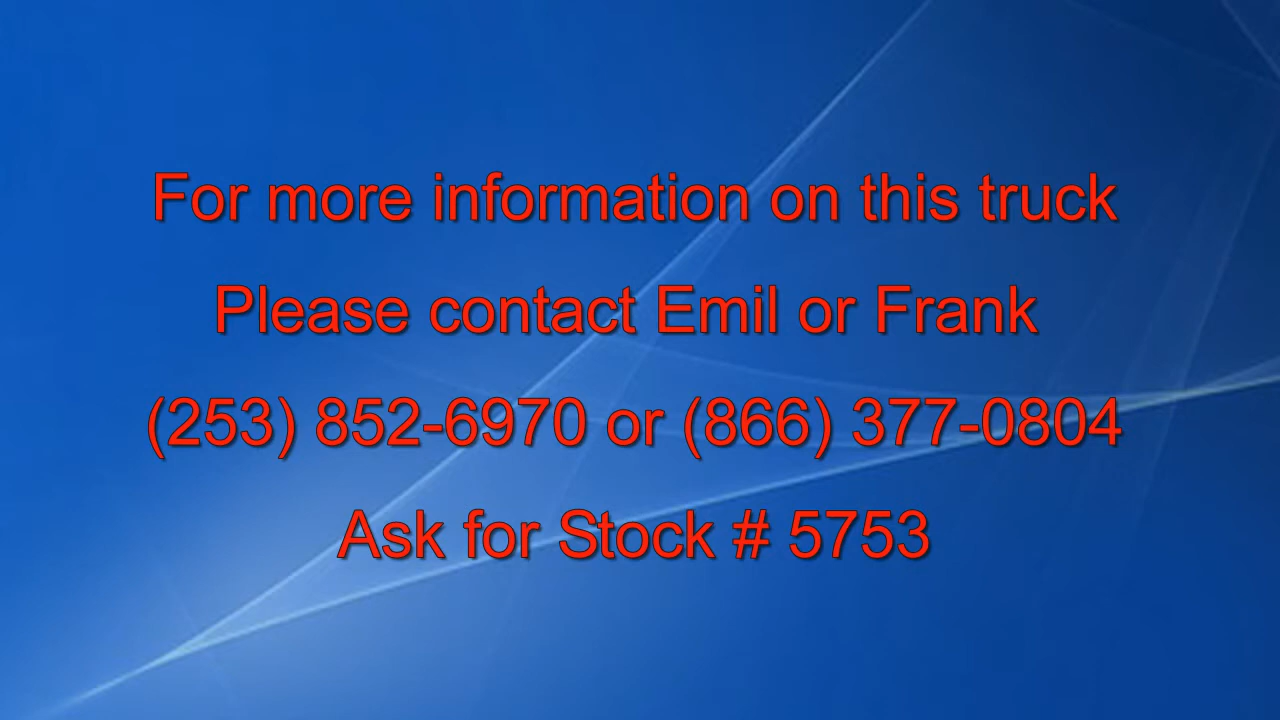 For more information on this truck
Please contact Emil or Frank
(253) 852-6970 or (866) 377-0804
Ask for Stock # 5753